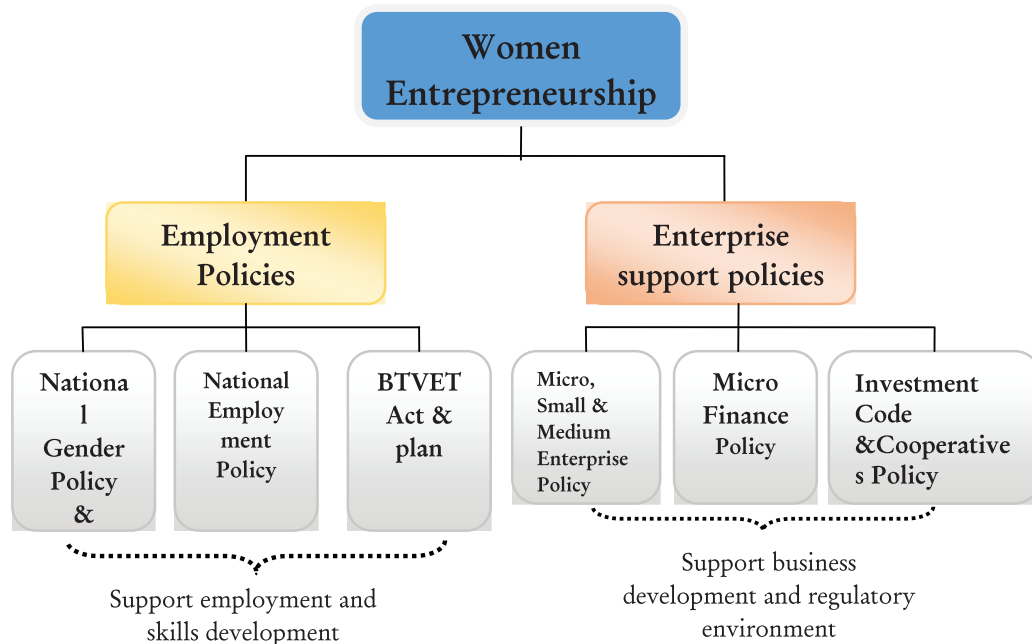 Women
Entrepreneurship
Employment
Policies
Enterprise
support policies
Nationa
l
Gender
Policy
&
National
Employ
ment
Policy
BTVET
Act &
plan
Micro,
Small &
Medium
Enterprise
Policy
Micro
Finance
Policy
Investment
Code
&Cooperative
s Policy
Support employment and
skills development
Support business
development and regulatory
environment